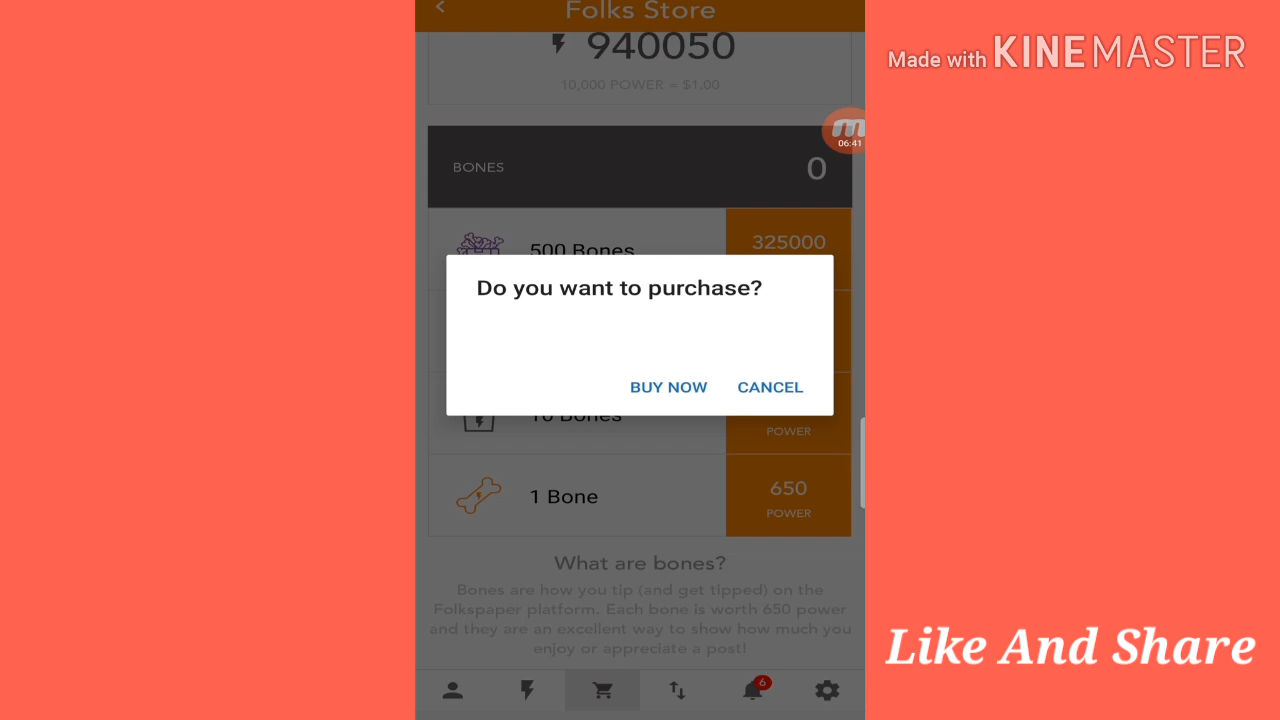 Folks Store
940050
10,000 POWER = $1.00
Made with KINEMASTER
06:41
BONES
0
500 Bones
325000
Do you want to purchase?
BUY NOW
CANCEL
10 Bones
POWER
1 Bone
650
POWER
What are bones?
Bones are how you tip (and get tipped) on the
Folkspaper platform. Each bone is worth 650 power
and they are an excellent way to show how much you
enjoy or appreciate a post!
6
Like And Share